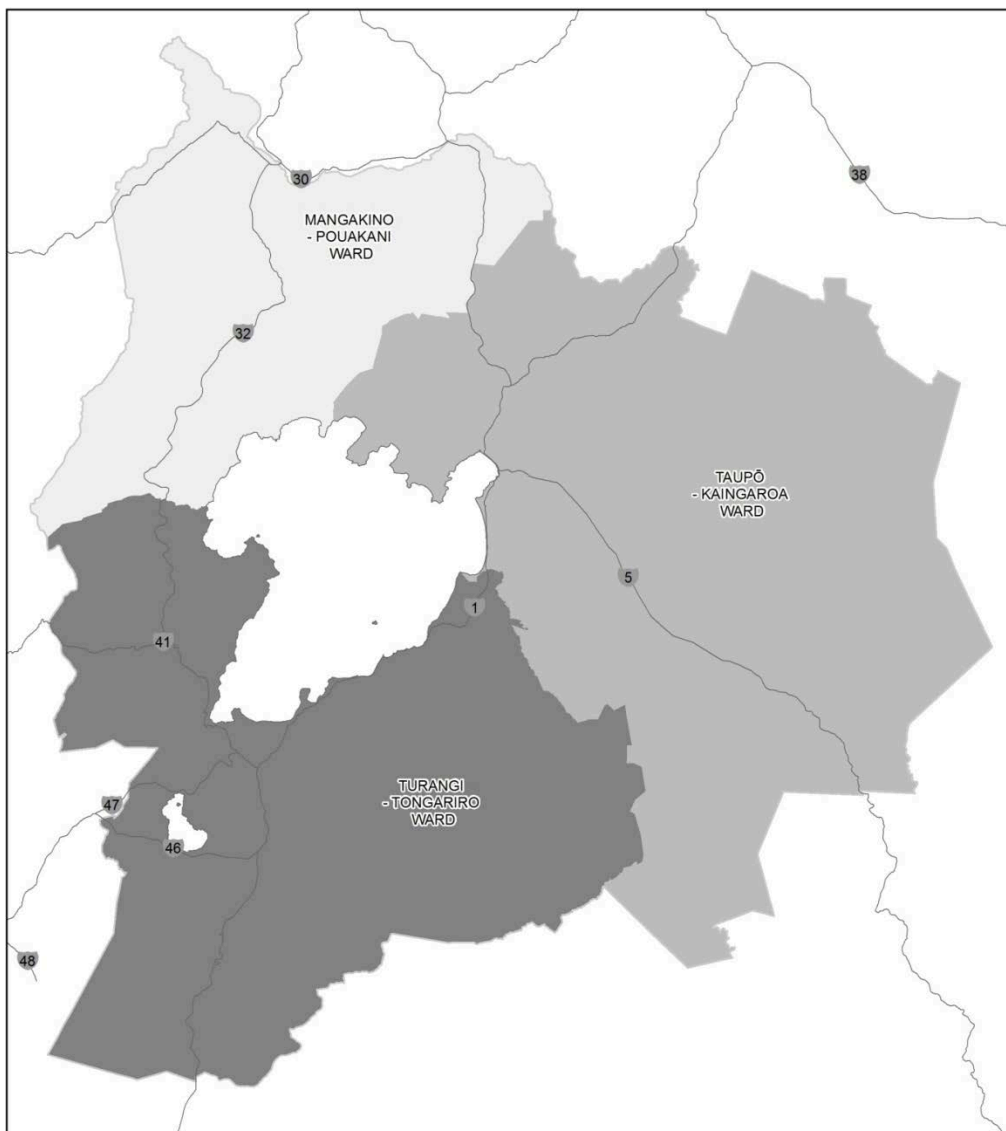 30
38
MANGAKINO
- POUAKANI
WARD
32
TAUPŌ
- KAINGAROA
WARD
5
1
41
TURANGI
- TONGARIRO
WARD
47
46
48